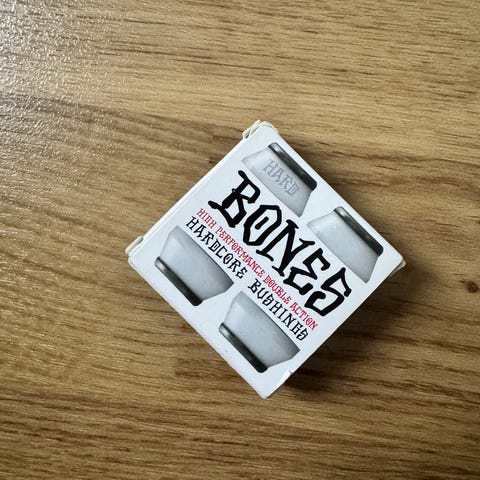 HARD
BONES
HIGH PERFORMANCE DOUBLE ACTION
HARDCORE BUSHINGS